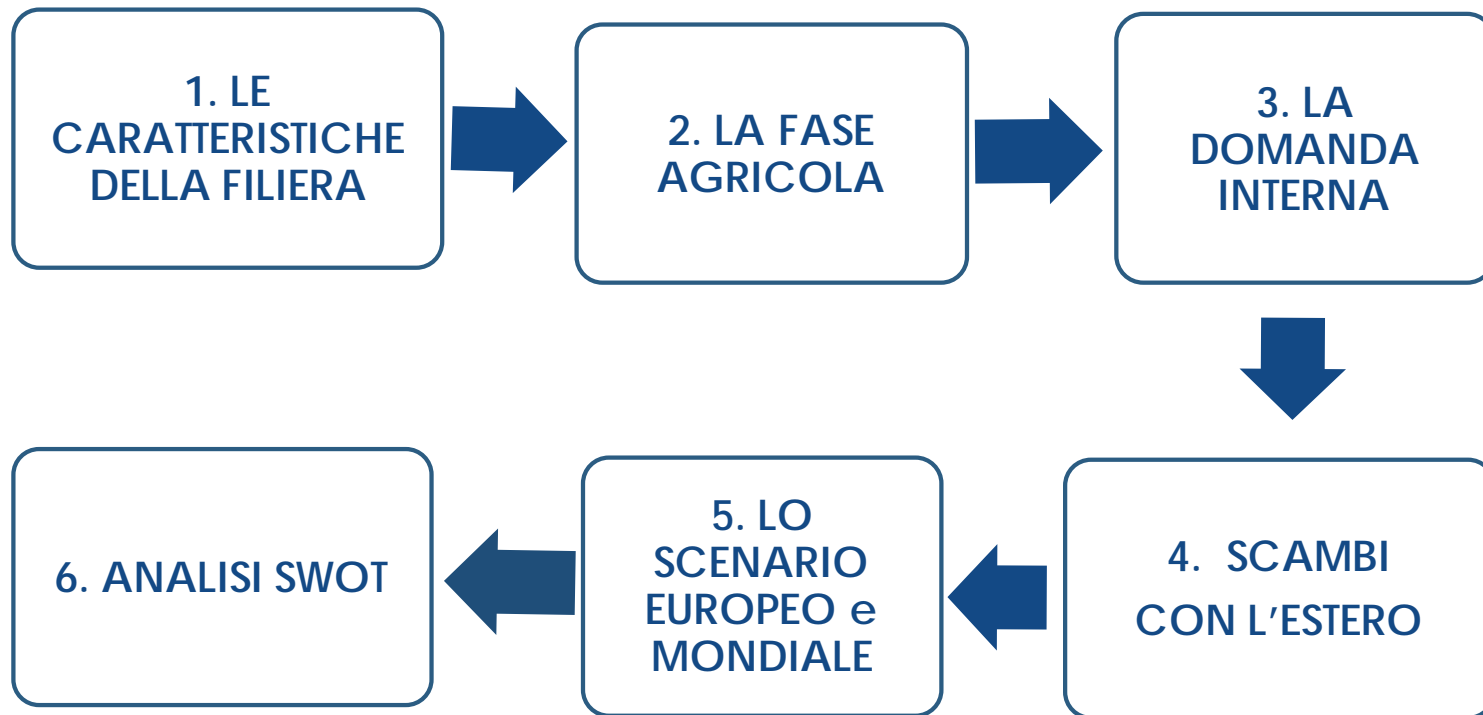 1. LE
CARATTERISTICHE
DELLA FILIERA
2. LA FASE
AGRICOLA
3. LA
DOMANDA
INTERNA
4. SCAMBI
CON L’ESTERO
5. LO
SCENARIO
EUROPEO e
MONDIALE
6. ANALISI SWOT